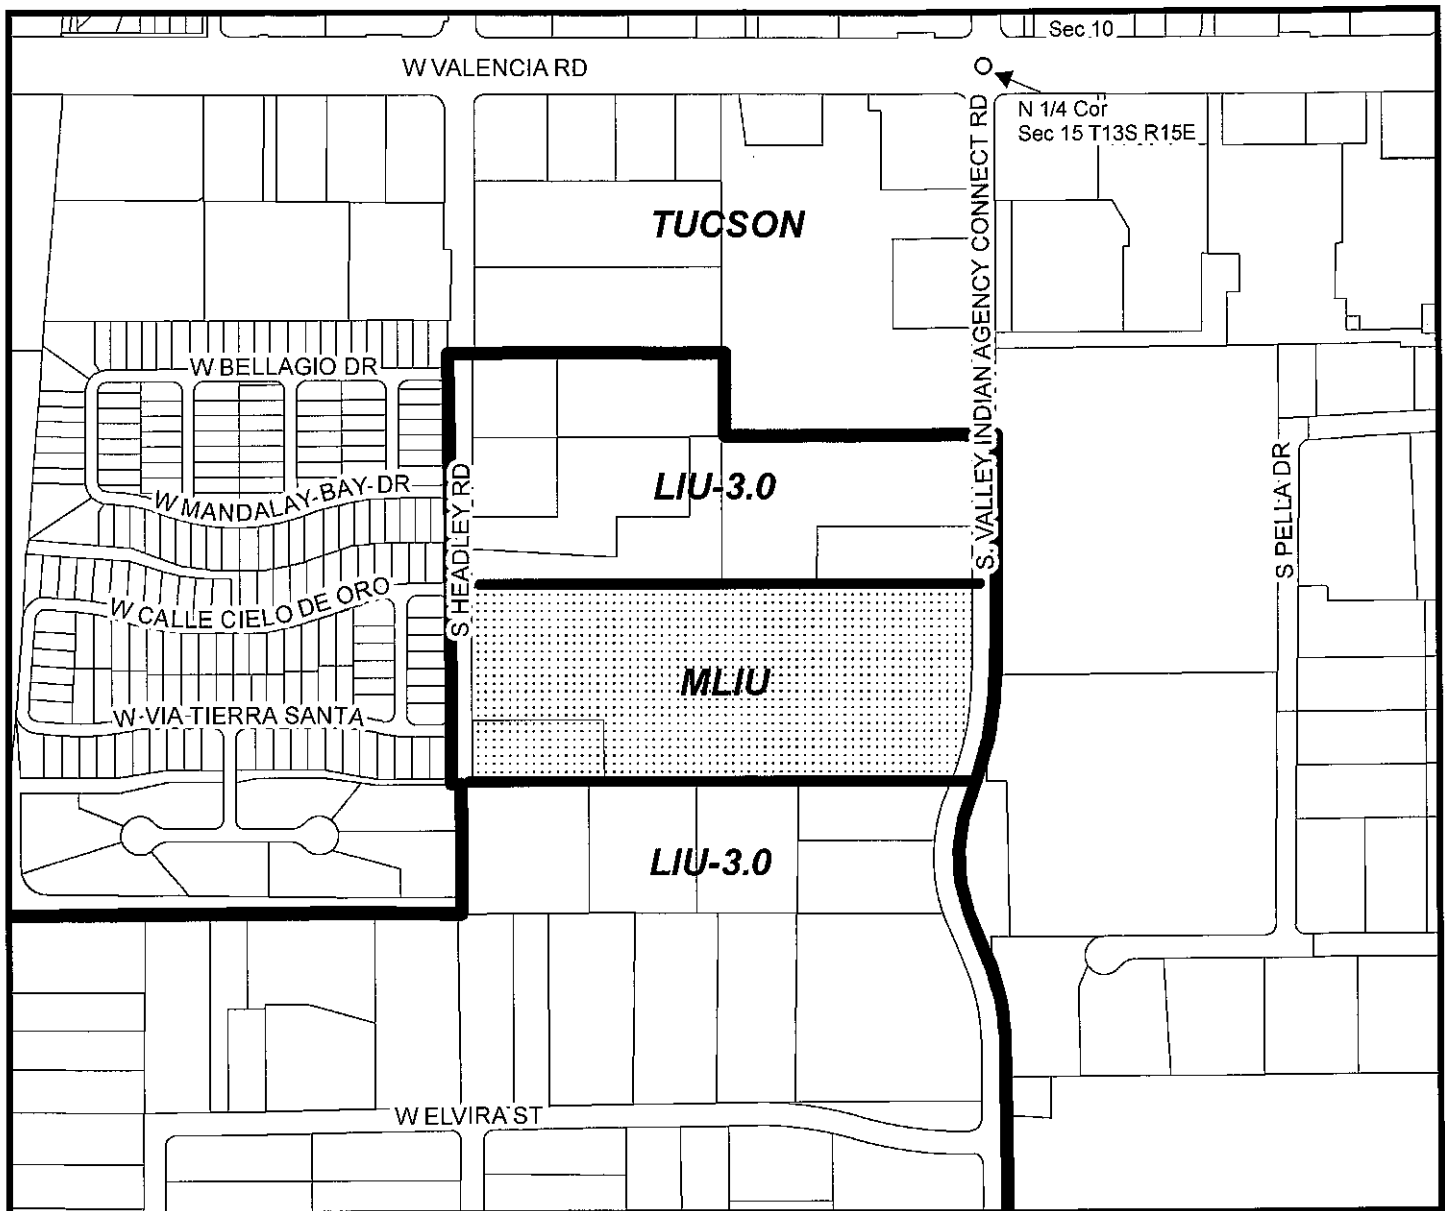 Sec 10
W VALENCIA RD
N 1/4 Cor
Sec 15 T13S R15E
S. VALLEY INDIAN AGENCY CONNECT RD
TUCSON
W BELLAGIO DR
S PELLA DR
W MANDALAY-BAY-DR
S HEADLEY RD
LIU-3.0
W CALLE CIELO DE ORO
MLIU
W-VIA-TIERRA SANTA
LIU-3.0
W ELVIRA ST